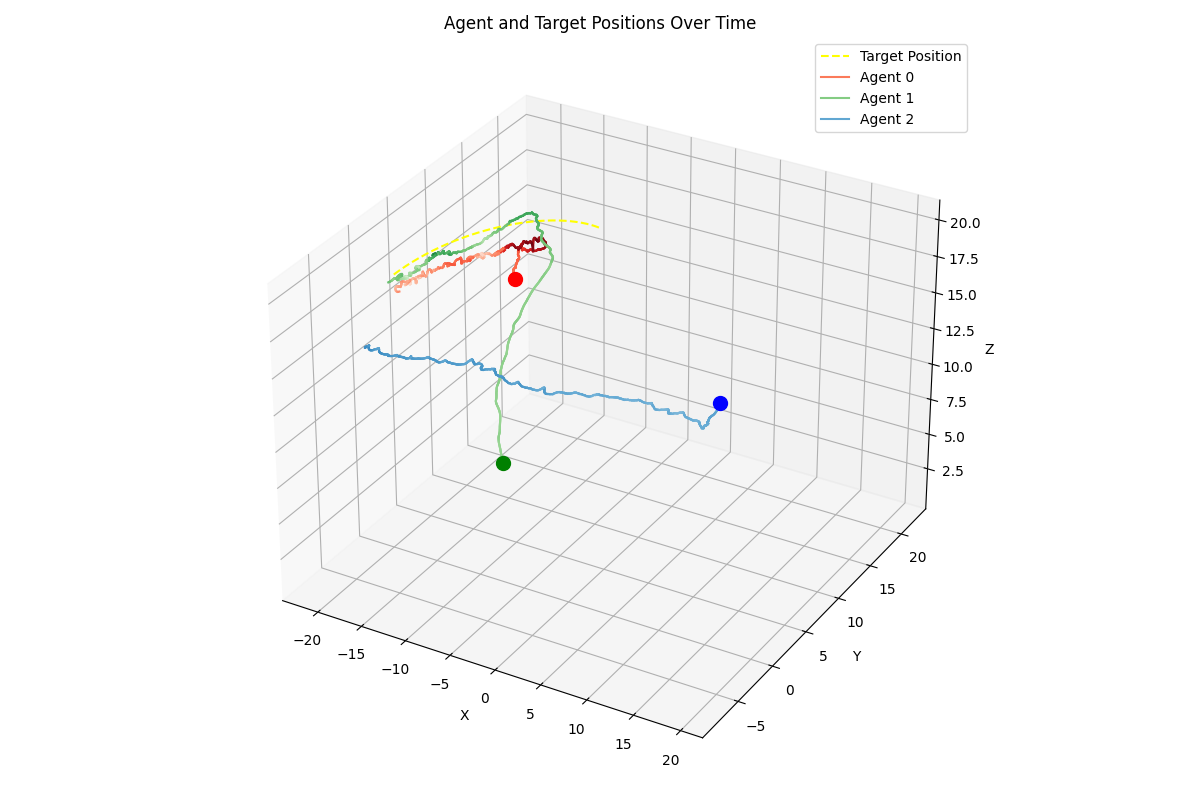 Agent and Target Positions Over Time
Target Position
Agent 0
Agent 1
Agent 2
20.0
17.5
15.0
12.5
10.0
7.5
5.0
2.5
Z
20
15
10
5
0
−5
Y
−20
−15
−10
−5
0
5
10
15
20
X